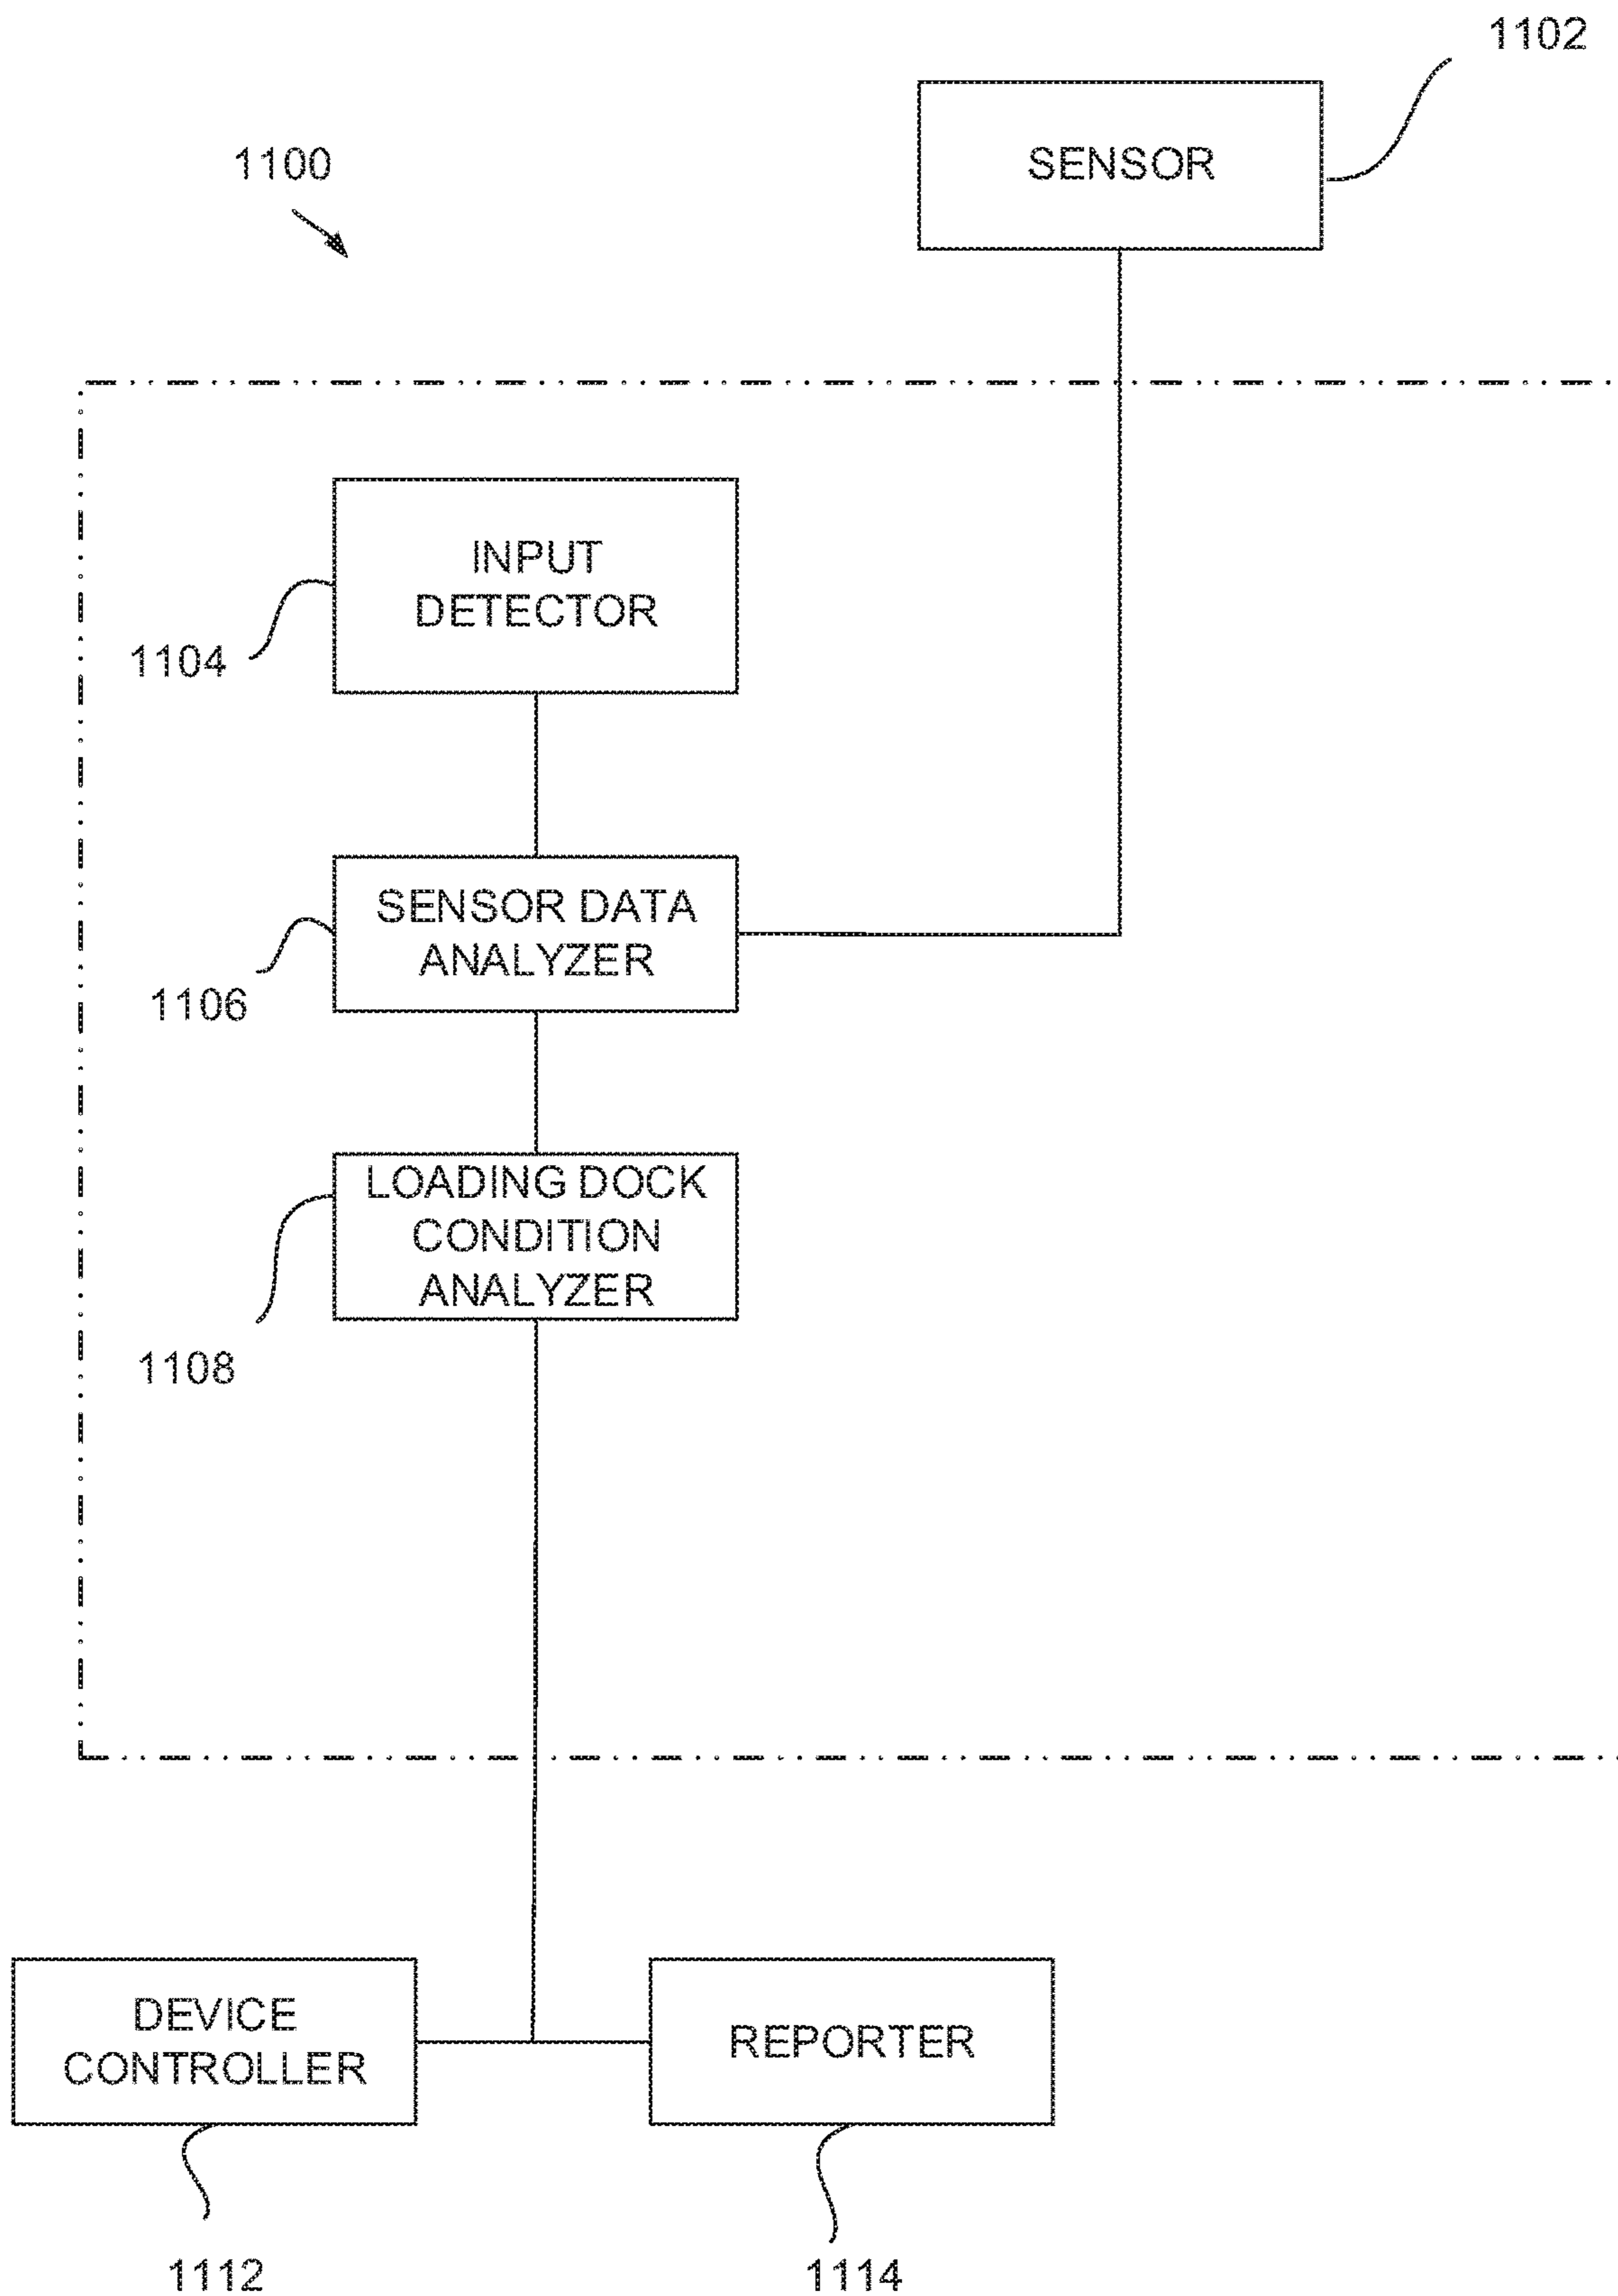 1102
SENSOR
1100
INPUT
DETECTOR
1104
SENSOR DATA
ANALYZER
1106
LOADING DOCK
CONDITION
ANALYZER
1108
DEVICE
CONTROLLER
REPORTER
1112
1114